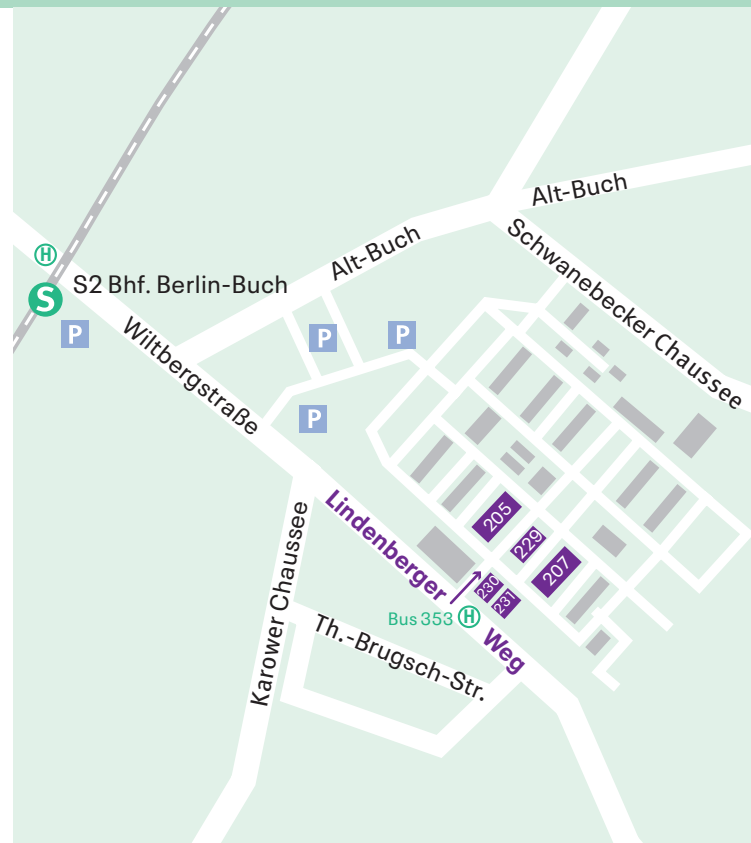 Alt-Buch
Alt-Buch
Schwanebecker Chaussee
H
S2 Bhf. Berlin-Buch
S
P
Wiltbergstraße
P
P
P
Lindenberger
Weg
205
229
207
230
231
Bus 353 H
Karower Chaussee
Th.-Brugsch-Str.